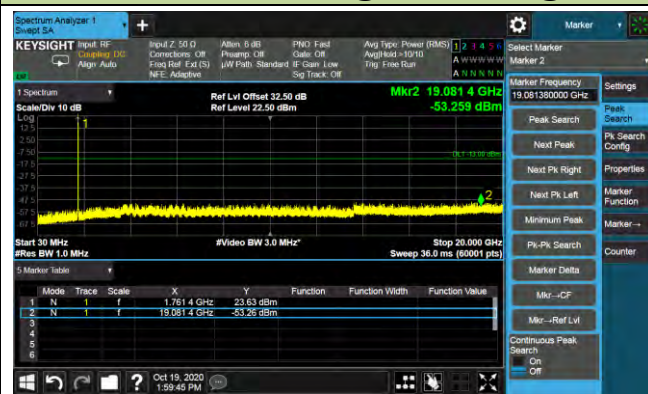 Spectrum Analyzer 1
Swept SA
+
Marker
KEYSIGHT
Input: RF
Coupling: DC
Align: Auto
Input Z: 50 Ω
Corrections: Off
Freq Ref: Ext (S)
NFE: Adaptive
Atten: 6 dB
Preamp: Off
µW Path: Standard
PNO: Fast
Gate: Off
IF Gain: Low
Sig Track: Off
Avg Type: Power (RMS)
Avg|Hold: >10/10
Trig: Free Run
1 2 3 4 5 6
A W W W W W
A N N N N N
Select Marker
Marker 2
1 Spectrum
Scale/Div 10 dB
Log
Ref Lvl Offset 32.50 dB
Ref Level 22.50 dBm
Mkr2 19.081 4 GHz
-53.259 dBm
12.5
2.50
-7.50
-17.5
-27.5
-37.5
-47.5
-57.5
-67.5
1
DL1 -13.00 dBm
2
Start 30 MHz
#Res BW 1.0 MHz
#Video BW 3.0 MHz*
Stop 20.000 GHz
Sweep 36.0 ms (60001 pts)
5 Marker Table
Mode Trace Scale X Y Function Function Width Function Value
1 N 1 f 1.761 4 GHz 23.63 dBm
2 N 1 f 19.081 4 GHz -53.26 dBm
3
4
5
6
Marker Frequency
19.081380000 GHz
Peak Search
Next Peak
Next Pk Right
Next Pk Left
Minimum Peak
Pk-Pk Search
Marker Delta
Mkr→CF
Mkr→Ref Lvl
Continuous Peak
Search
On
Off
Settings
Peak
Search
Pk Search
Config
Properties
Marker
Function
Marker→
Counter
?
Oct 19, 2020
1:59:45 PM